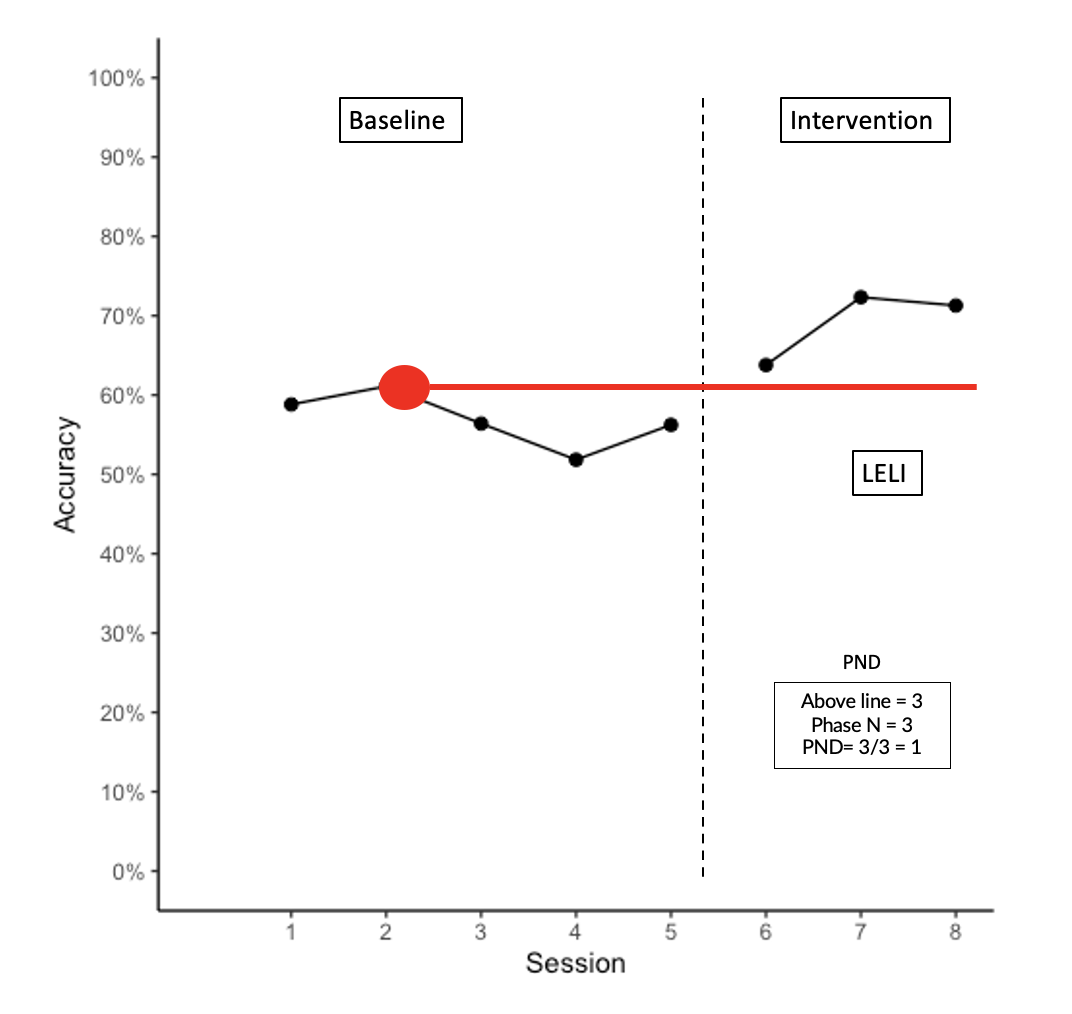 100%
Baseline
Intervention
90%
80%
70%
60%
50%
LELI
40%
30%
PND
20%
Above line = 3
Phase N = 3
PND= 3/3 = 1
10%
0%
Accuracy
1 2 3 4 5 6 7 8
Session